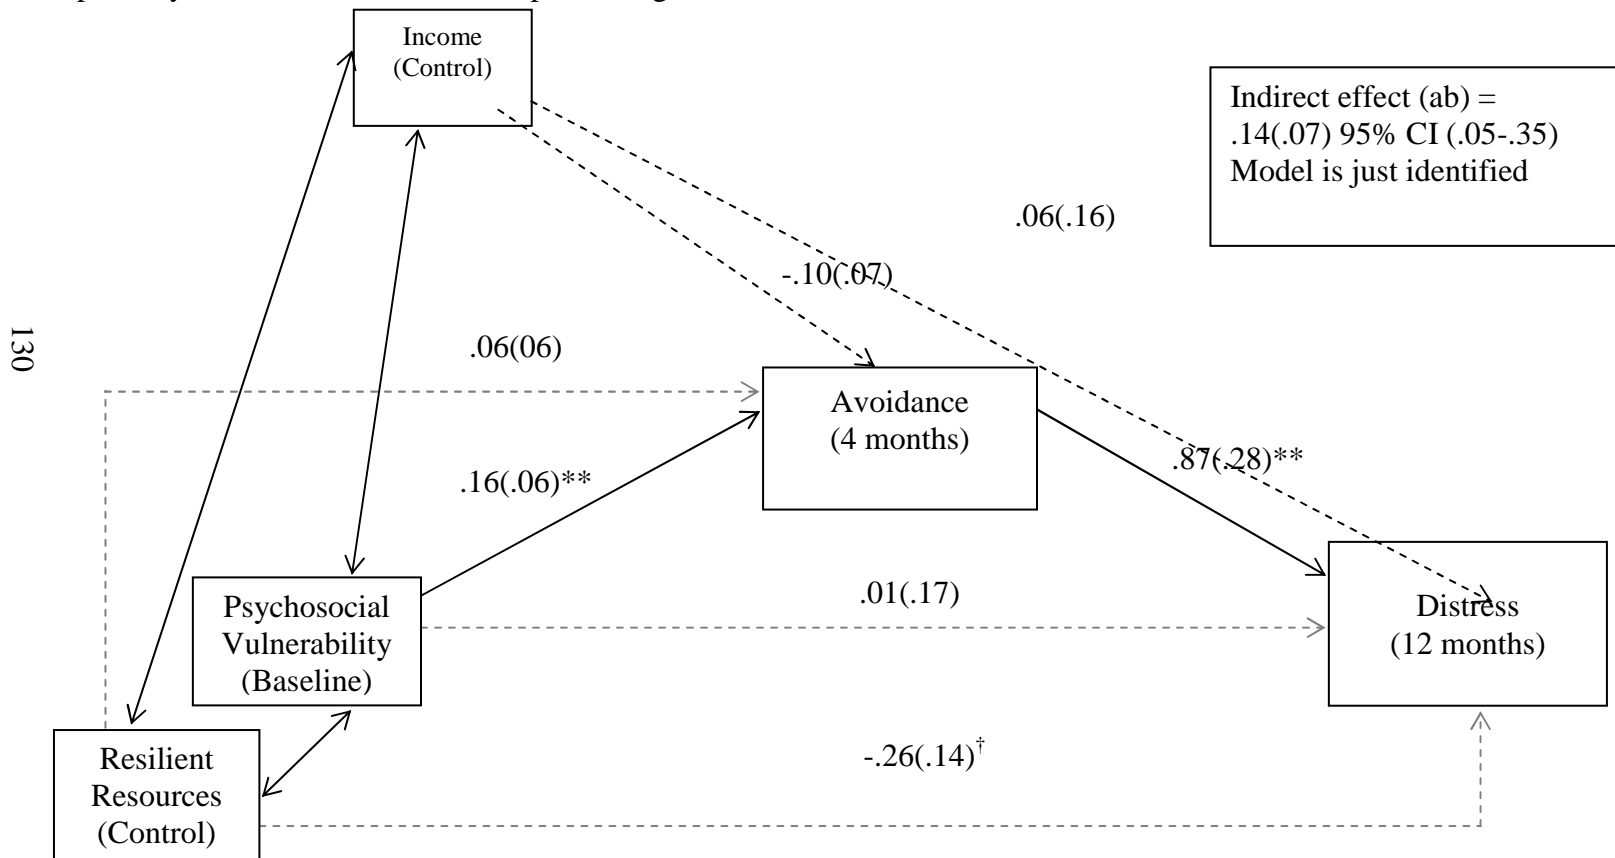 Income
(Control)
Indirect effect (ab) =
.14(.07) 95% CI (.05-.35)
Model is just identified
.06(.16)
-.10(.07)
130
.06(06)
Avoidance
(4 months)
.16(.06)**
.87(.28)**
Psychosocial
Vulnerability
(Baseline)
.01(.17)
Distress
(12 months)
Resilient
Resources
(Control)
-.26(.14)†